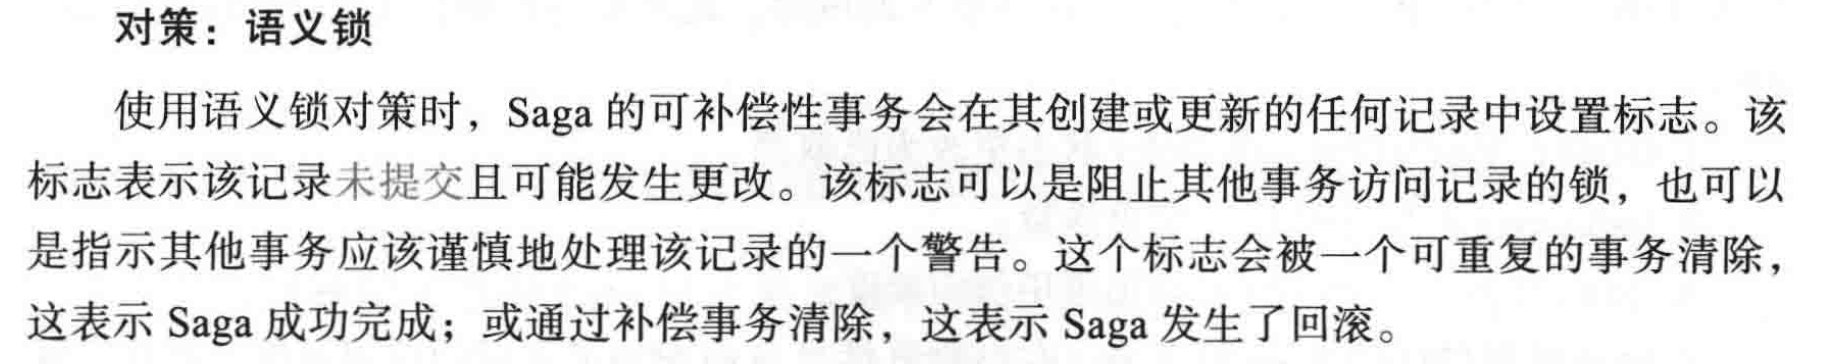 对策：语义锁
使用语义锁对策时，Saga 的可补偿性事务会在其创建或更新的任何记录中设置标志。该
标志表示该记录未提交且可能发生更改。该标志可以是阻止其他事务访问记录的锁，也可以
是指示其他事务应该谨慎地处理该记录的一个警告。这个标志会被一个可重复的事务清除，
这表示 Saga 成功完成；或通过补偿事务清除，这表示 Saga 发生了回滚。